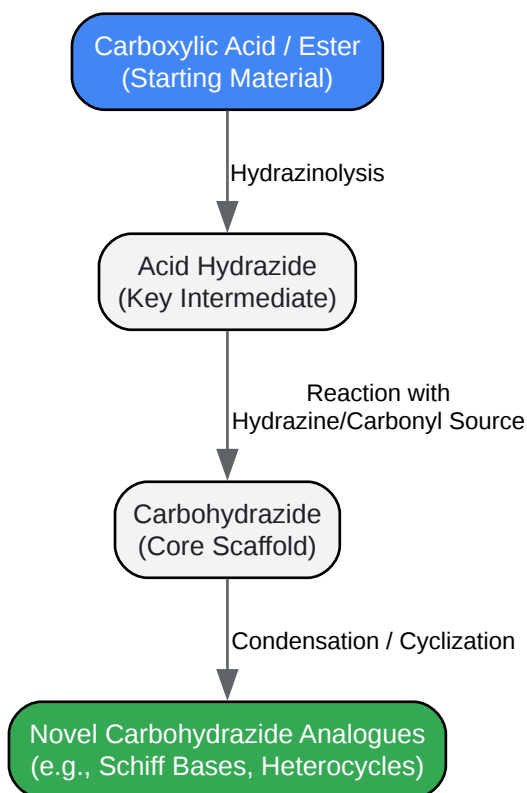 Carboxylic Acid / Ester
(Starting Material)
Hydrazinolysis
Acid Hydrazide
(Key Intermediate)
Reaction with
Hydrazine/Carbonyl Source
Carbohydrazide
(Core Scaffold)
Condensation / Cyclization
Novel Carbohydrazide Analogues
(e.g., Schiff Bases, Heterocycles)